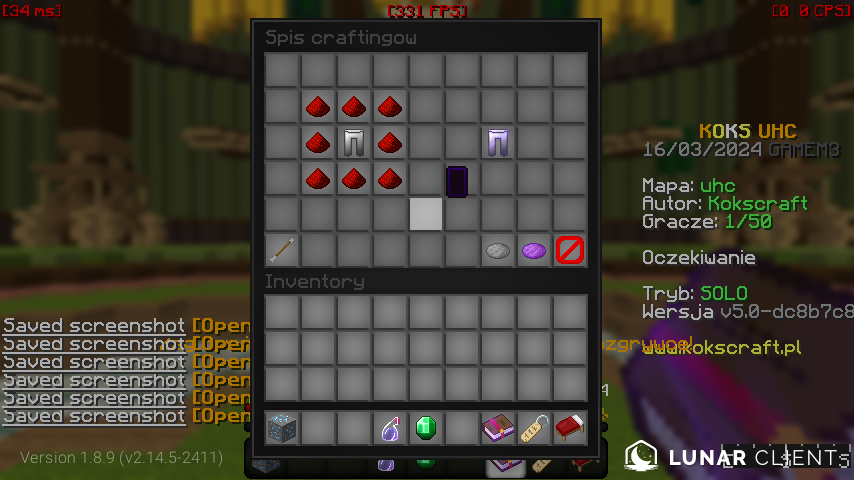 [34 ms]
[331 FPS]
[0 0 CPS]
Spis craftingow
KOKS UHC
16/03/2024 GAMEM3
Mapa: uhc
Autor: Kokscraft
Gracze: 1/50
Oczekiwanie
Tryb: SOLO
Wersja v5.0-dc8b7c8
www.kokscraft.pl
Inventory
Saved screenshot [Open
Saved screenshot [Open
Saved screenshot [Open
Saved screenshot [Open
Saved screenshot [Open
Saved screenshot [Open
Version 1.8.9 (v2.14.5-2411)
LUNAR CLIENT